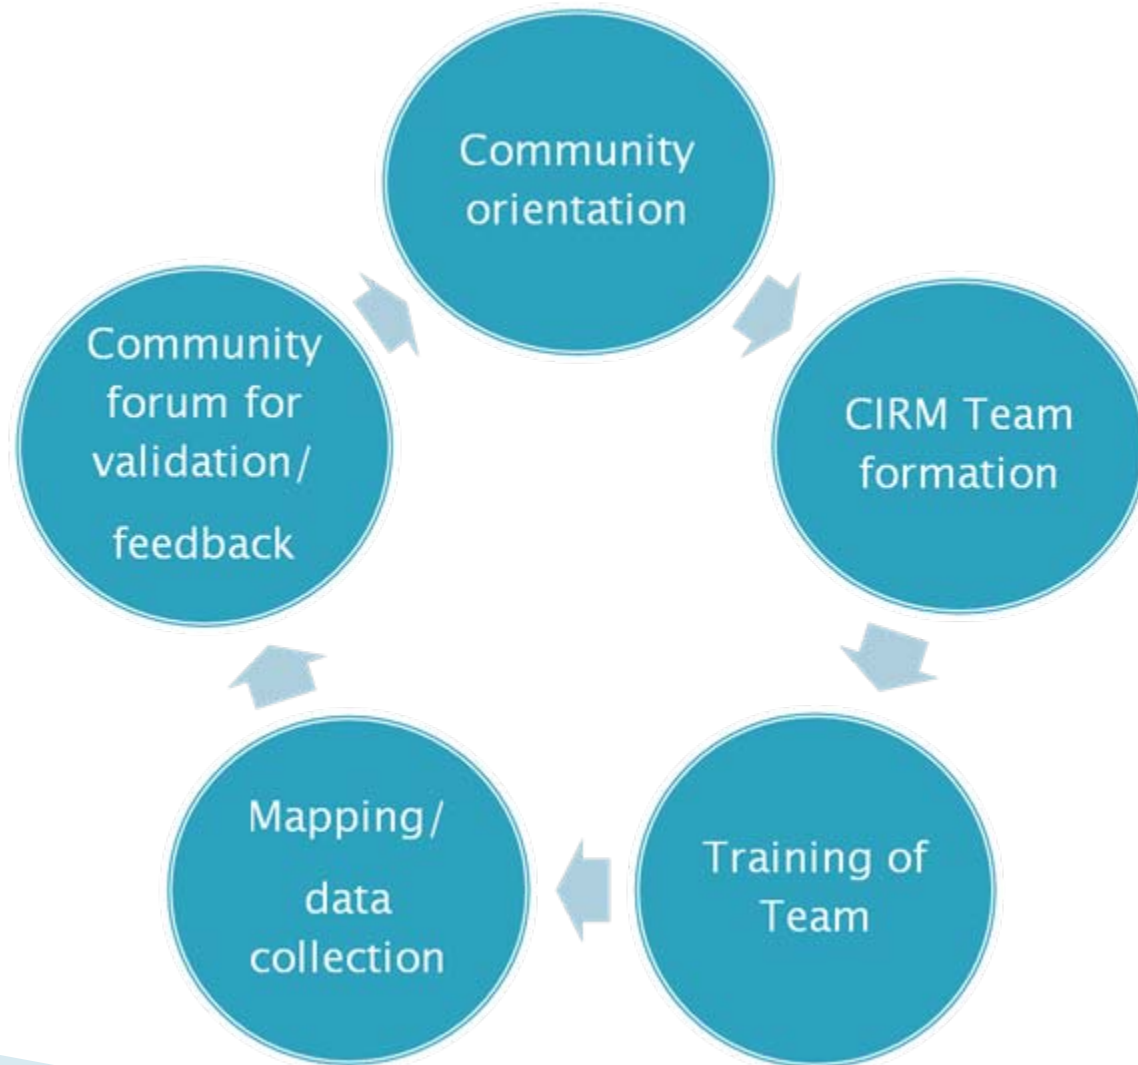 Community
orientation
CIRM Team
formation
Training of
Team
Mapping/
data
collection
Community
forum for
validation/
feedback